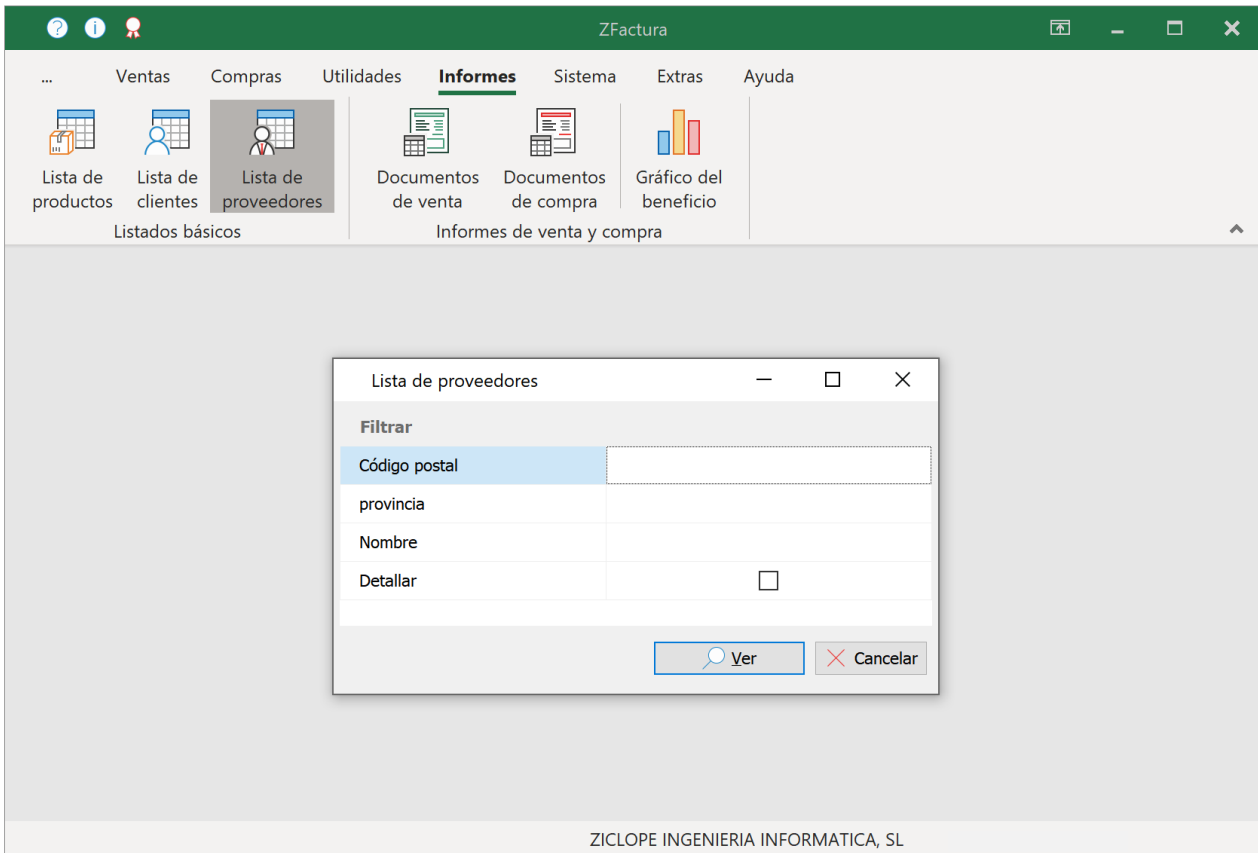 ZFactura
... Ventas Compras Utilidades Informes Sistema Extras Ayuda
Lista de productos
Lista de clientes
Lista de proveedores
Documentos de venta
Documentos de compra
Gráfico del beneficio
Listados básicos
Informes de venta y compra
Lista de proveedores
Filtrar
Código postal
provincia
Nombre
Detallar
Ver
Cancelar
ZICLOPE INGENIERIA INFORMATICA, SL